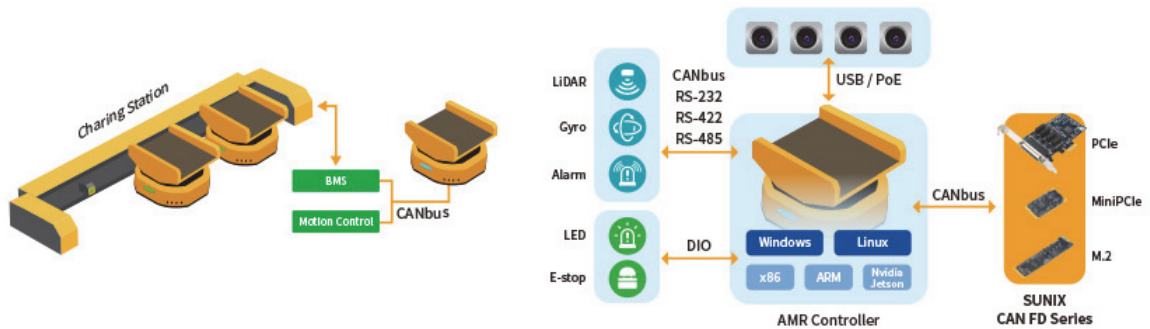 Charing Station
BMS
Motion Control
CANbus
LiDAR
Gyro
Alarm
CANbus
RS-232
RS-422
RS-485
USB / PoE
LED
E-stop
DIO
Windows
Linux
x86
ARM
Nvidia
Jetson
AMR Controller
CANbus
PCIe
MiniPCIe
M.2
SUNIX
CAN FD Series